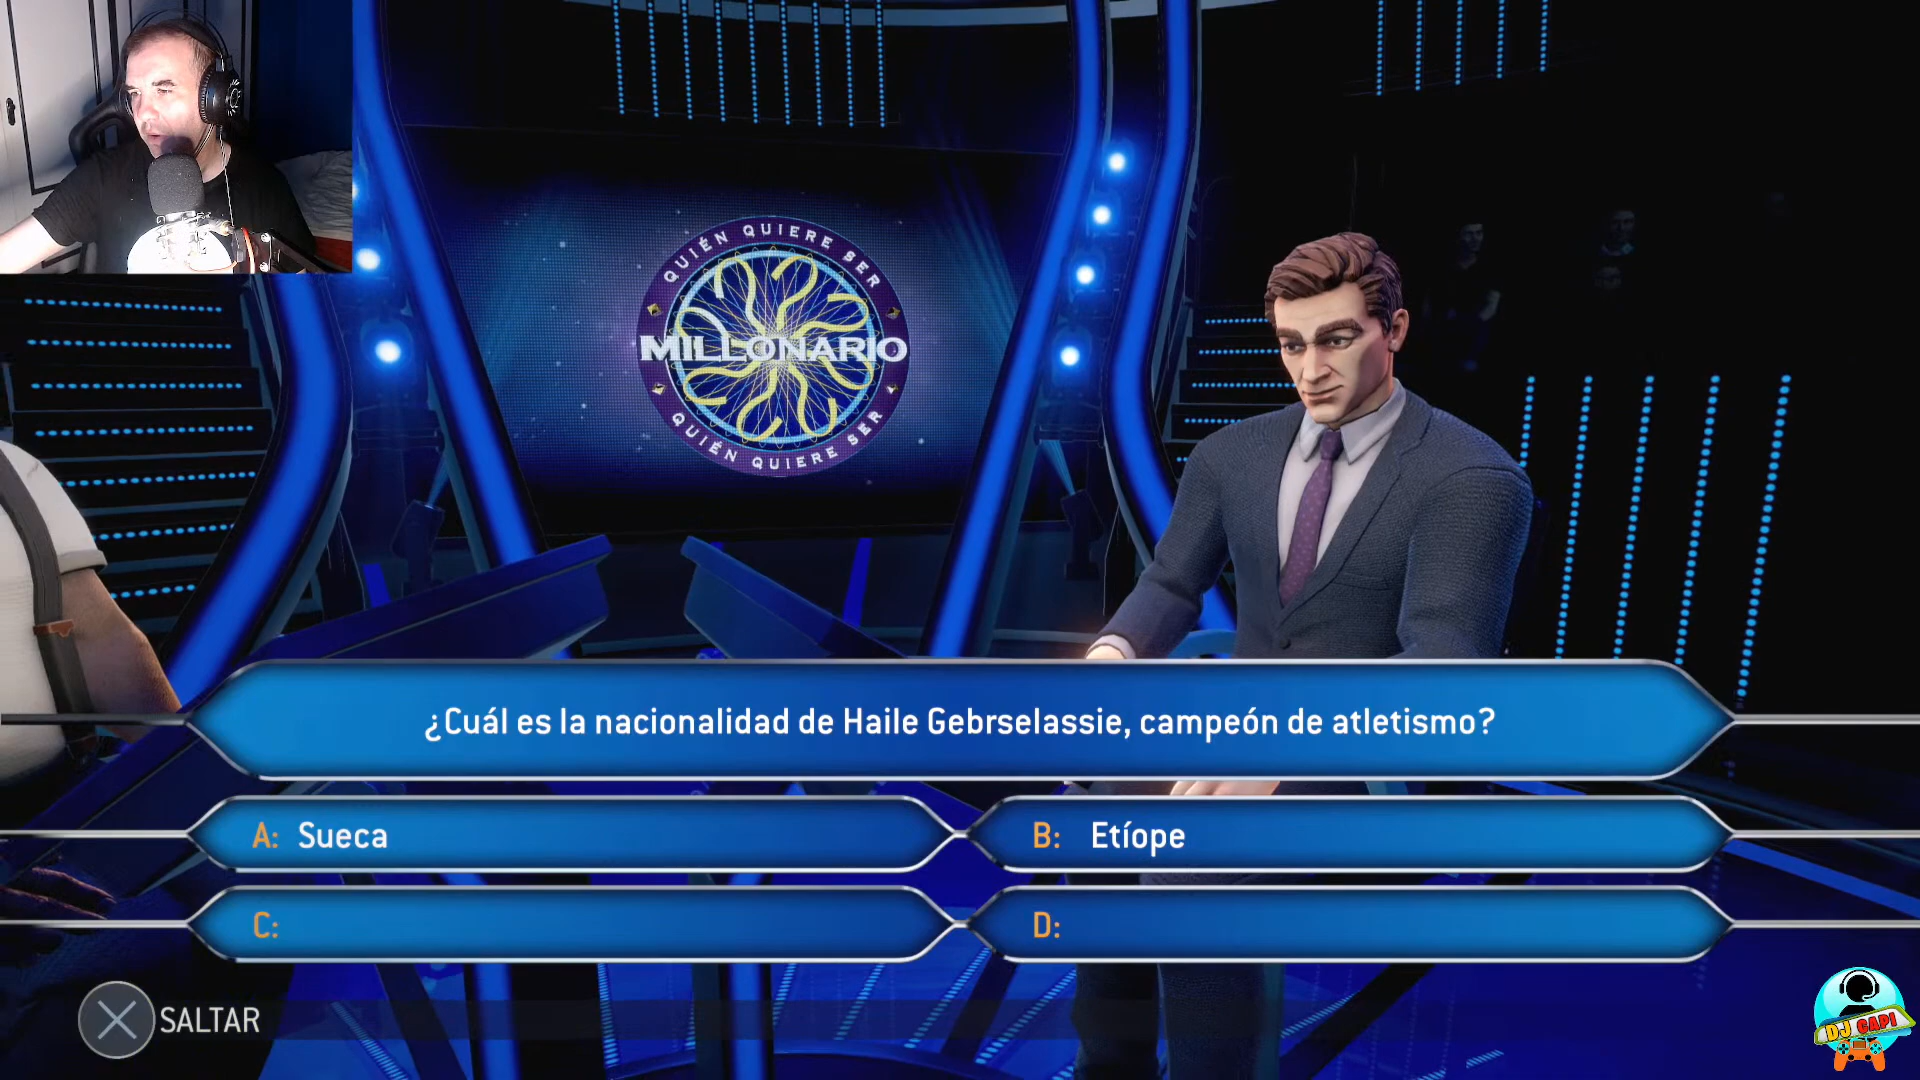 QUIÉN QUIERE SER
MILLONARIO
QUIÉN QUIERE SER
¿Cuál es la nacionalidad de Haile Gebrselassie, campeón de atletismo?
A: Sueca
B: Etíope
C:
D:
SALTAR
DJ CAPI